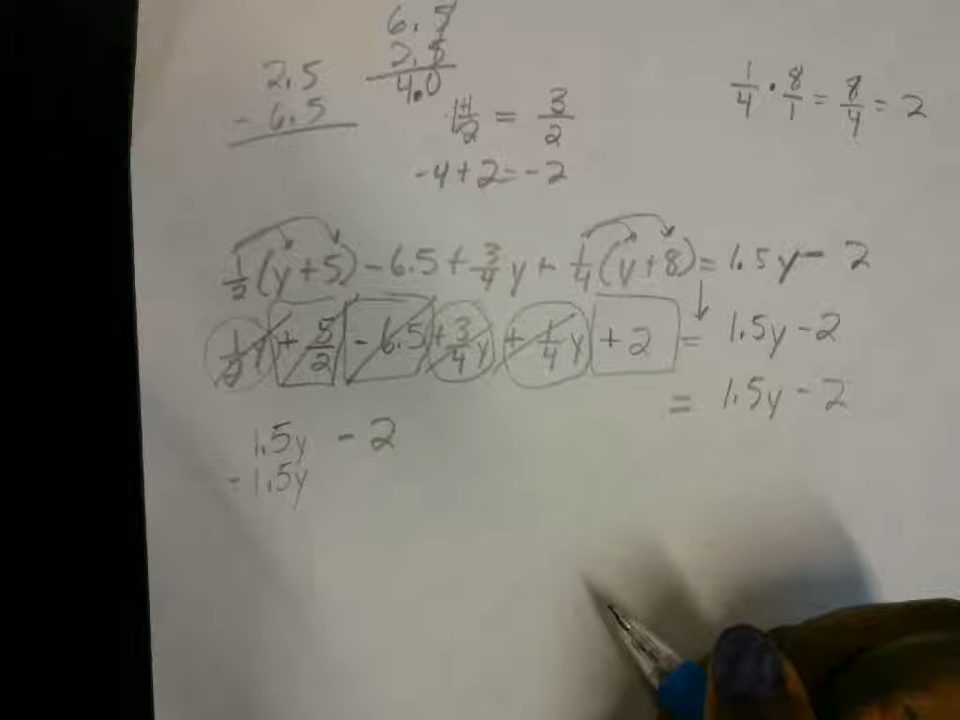 6.5
2.5
4.0
2.5
- 6.5
1 1/2 = 3/2
-4+2=-2
1/4 · 8/1 = 8/4 = 2
1/2 (y+5) - 6.5 + 3/4 y + 1/4 (y+8) = 1.5y - 2
1/2 y + 5/2 - 6.5 + 3/4 y + 1/4 y + 2 = 1.5y - 2
= 1.5y - 2
1.5y - 2
- 1.5y